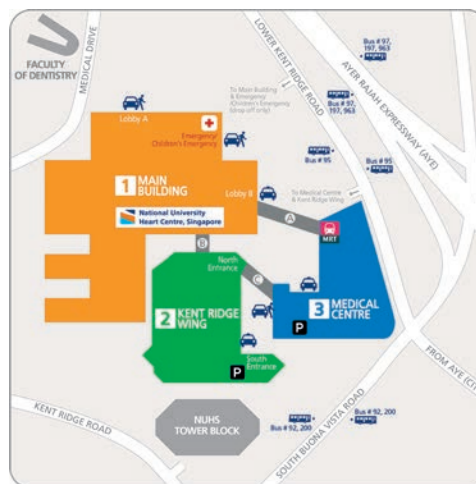 FACULTY
OF DENTISTRY
MEDICAL DRIVE
LOWER KENT RIDGE ROAD
Bus # 97,
197, 963
AYER RAJAH EXPRESSWAY (AYE)
To Main Building
& Emergency
(Children's Emergency
(drop off only)
Bus # 97,
197, 963
Lobby A
Emergency/
Children's Emergency
Bus # 95
Bus # 95
1 MAIN
BUILDING
Lobby B
To Medical Centre
& Kent Ridge Wing
National University
Heart Centre, Singapore
A
MRT
B
North
Entrance
C
2 KENT RIDGE
WING
3 MEDICAL
CENTRE
P
South
Entrance
P
KENT RIDGE ROAD
NUHS
TOWER BLOCK
Bus # 92, 200
Bus # 92, 200
SOUTH BUONA VISTA ROAD
FROM AYE (CI